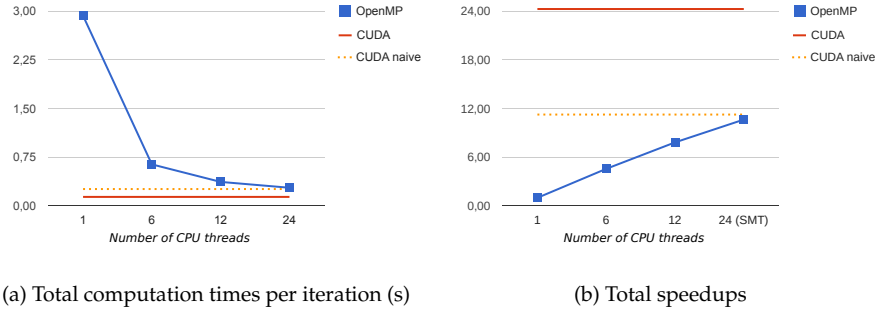 3,00
2,25
1,50
0,75
0,00
1 6 12 24
Number of CPU threads
OpenMP
CUDA
CUDA naive
(a) Total computation times per iteration (s)
24,00
18,00
12,00
6,00
0,00
1 6 12 24 (SMT)
Number of CPU threads
OpenMP
CUDA
CUDA naive
(b) Total speedups